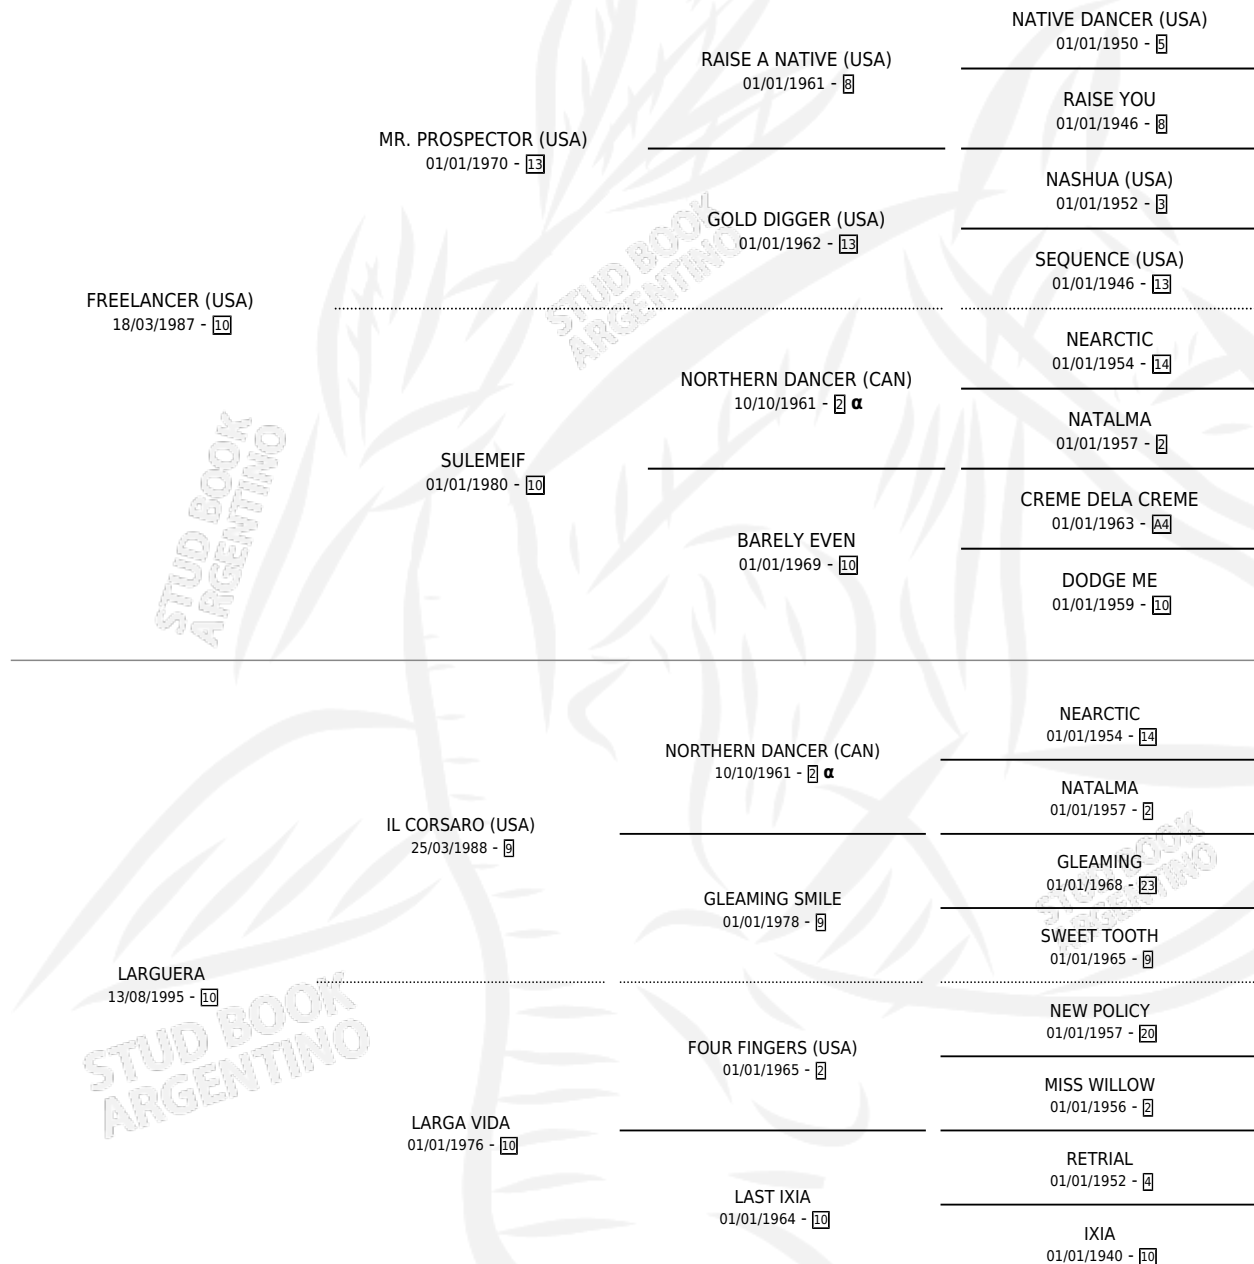 NATIVE DANCER (USA)
01/01/1950 - 5
RAISE A NATIVE (USA)
01/01/1961 - 8
RAISE YOU
01/01/1946 - 8
MR. PROSPECTOR (USA)
01/01/1970 - 13
NASHUA (USA)
01/01/1952 - 3
GOLD DIGGER (USA)
01/01/1962 - 13
SEQUENCE (USA)
01/01/1946 - 13
STUD BOOK
ARGENTINO
FREELANCER (USA)
18/03/1987 - 10
NEARCTIC
01/01/1954 - 14
NORTHERN DANCER (CAN)
10/10/1961 - 2 α
NATALMA
01/01/1957 - 2
SULEMEIF
01/01/1980 - 10
CREME DELA CREME
01/01/1963 - A4
BARELY EVEN
01/01/1969 - 10
DODGE ME
01/01/1959 - 10
STUD BOOK
ARGENTINO
NEARCTIC
01/01/1954 - 14
NORTHERN DANCER (CAN)
10/10/1961 - 2 α
NATALMA
01/01/1957 - 2
IL CORSARO (USA)
25/03/1988 - 9
GLEAMING
01/01/1968 - 23
GLEAMING SMILE
01/01/1978 - 9
SWEET TOOTH
01/01/1965 - 9
STUD BOOK
ARGENTINO
LARGUERA
13/08/1995 - 10
NEW POLICY
01/01/1957 - 20
FOUR FINGERS (USA)
01/01/1965 - 2
MISS WILLOW
01/01/1956 - 2
LARGA VIDA
01/01/1976 - 10
RETRIAL
01/01/1952 - 4
LAST IXIA
01/01/1964 - 10
IXIA
01/01/1940 - 10
STUD BOOK
ARGENTINO